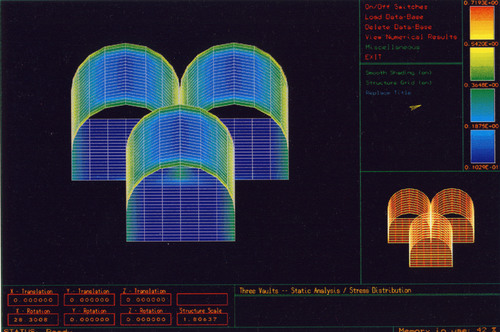 On/Off Switches
Load Data-Base
Delete Data-Base
View Numerical Results
Miscellaneous
EXIT
Smooth Shading (on)
Structure Grid (on)
Replace Title
0.7193E+00
0.5420E+00
0.3648E+00
0.1875E+00
0.1029E-01
X - Translation Y - Translation Z - Translation
0.000000 0.000000 0.000000
X - Rotation Y - Rotation Z - Rotation Structure Scale
28.3008 0.000000 0.000000 1.80637
Three Vaults -- Static Analysis / Stress Distribution
STATUS: Memory in use: